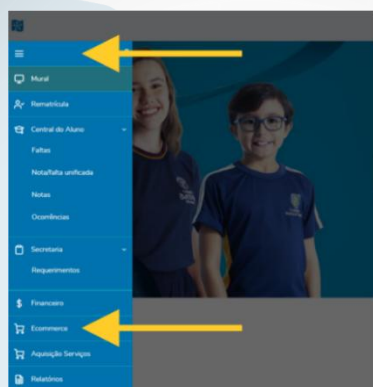 Mural
Rematrícula
Central do Aluno
Faltas
Nota/falta unificada
Notas
Ocorrências
Secretaria
Requerimentos
Financeiro
Ecommerce
Aquisição Serviços
Relatórios